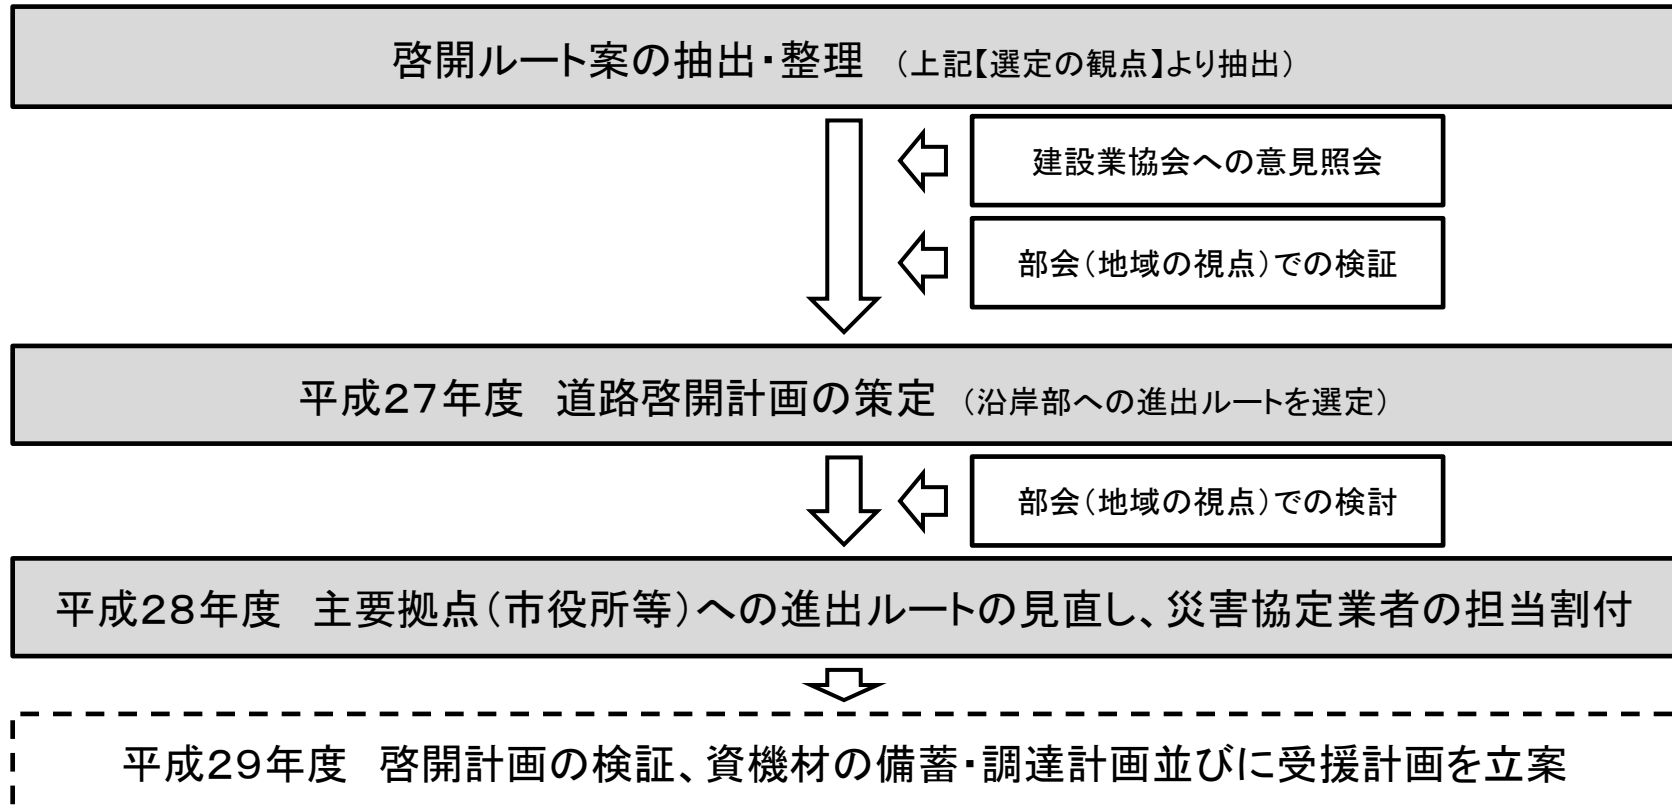 啓開ルート案の抽出・整理　（上記【選定の観点】より抽出）
建設業協会への意見照会
部会（地域の視点）での検証
平成２７年度　道路啓開計画の策定　（沿岸部への進出ルートを選定）
部会（地域の視点）での検討
平成２８年度　主要拠点（市役所等）への進出ルートの見直し、災害協定業者の担当割付
平成２９年度　啓開計画の検証、資機材の備蓄・調達計画並びに受援計画を立案